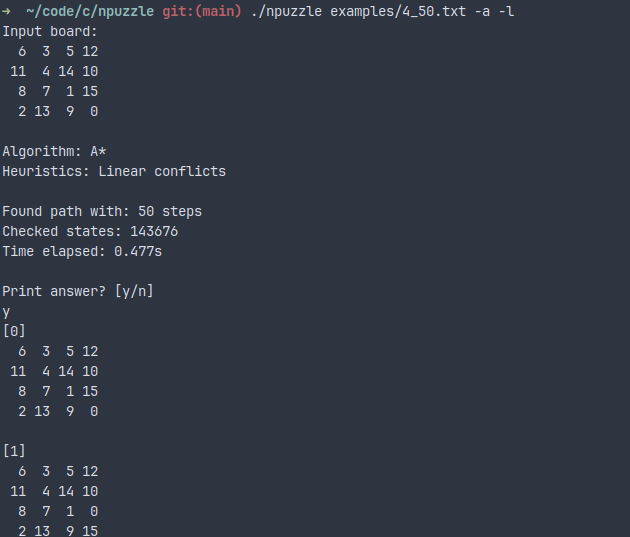 ➜ ~/code/c/npuzzle git:(main) ./npuzzle examples/4_50.txt -a -l
Input board:
  6  3  5 12
 11  4 14 10
  8  7  1 15
  2 13  9  0

Algorithm: A*
Heuristics: Linear conflicts

Found path with: 50 steps
Checked states: 143676
Time elapsed: 0.477s

Print answer? [y/n]
y
[0]
  6  3  5 12
 11  4 14 10
  8  7  1 15
  2 13  9  0

[1]
  6  3  5 12
 11  4 14 10
  8  7  1  0
  2 13  9 15